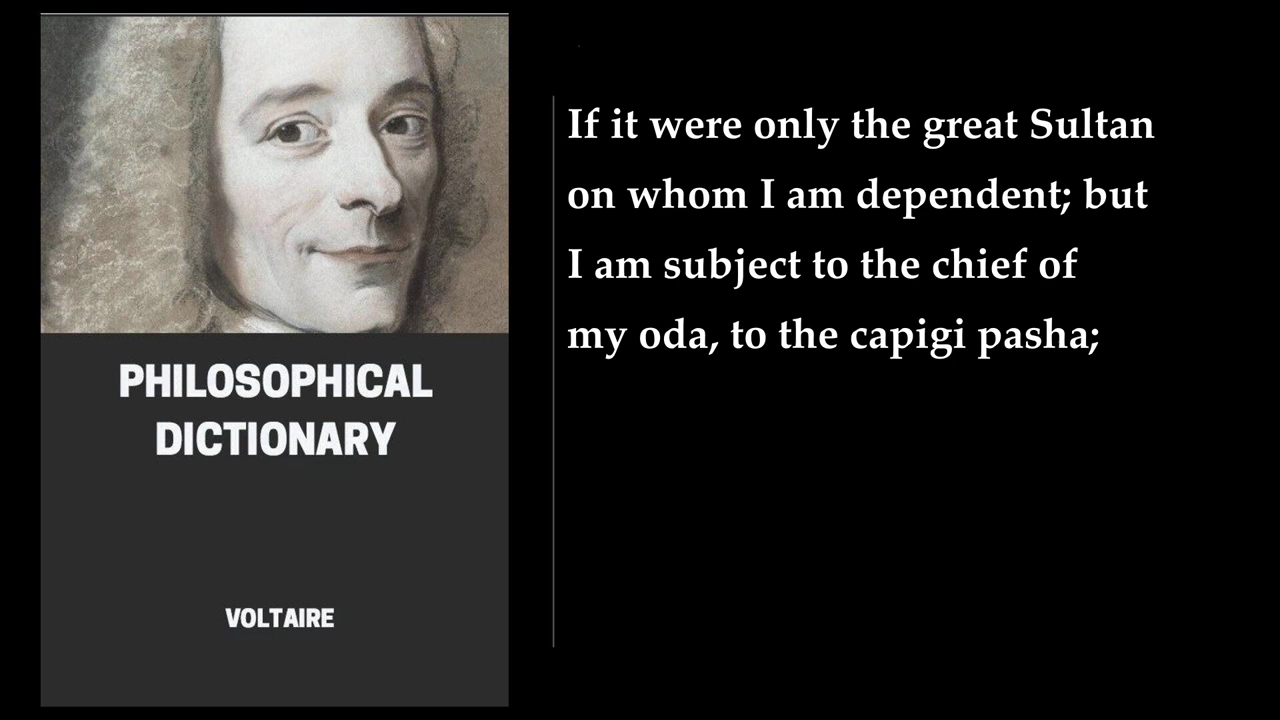 PHILOSOPHICAL
DICTIONARY
VOLTAIRE
If it were only the great Sultan
on whom I am dependent; but
I am subject to the chief of
my oda, to the capigi pasha;